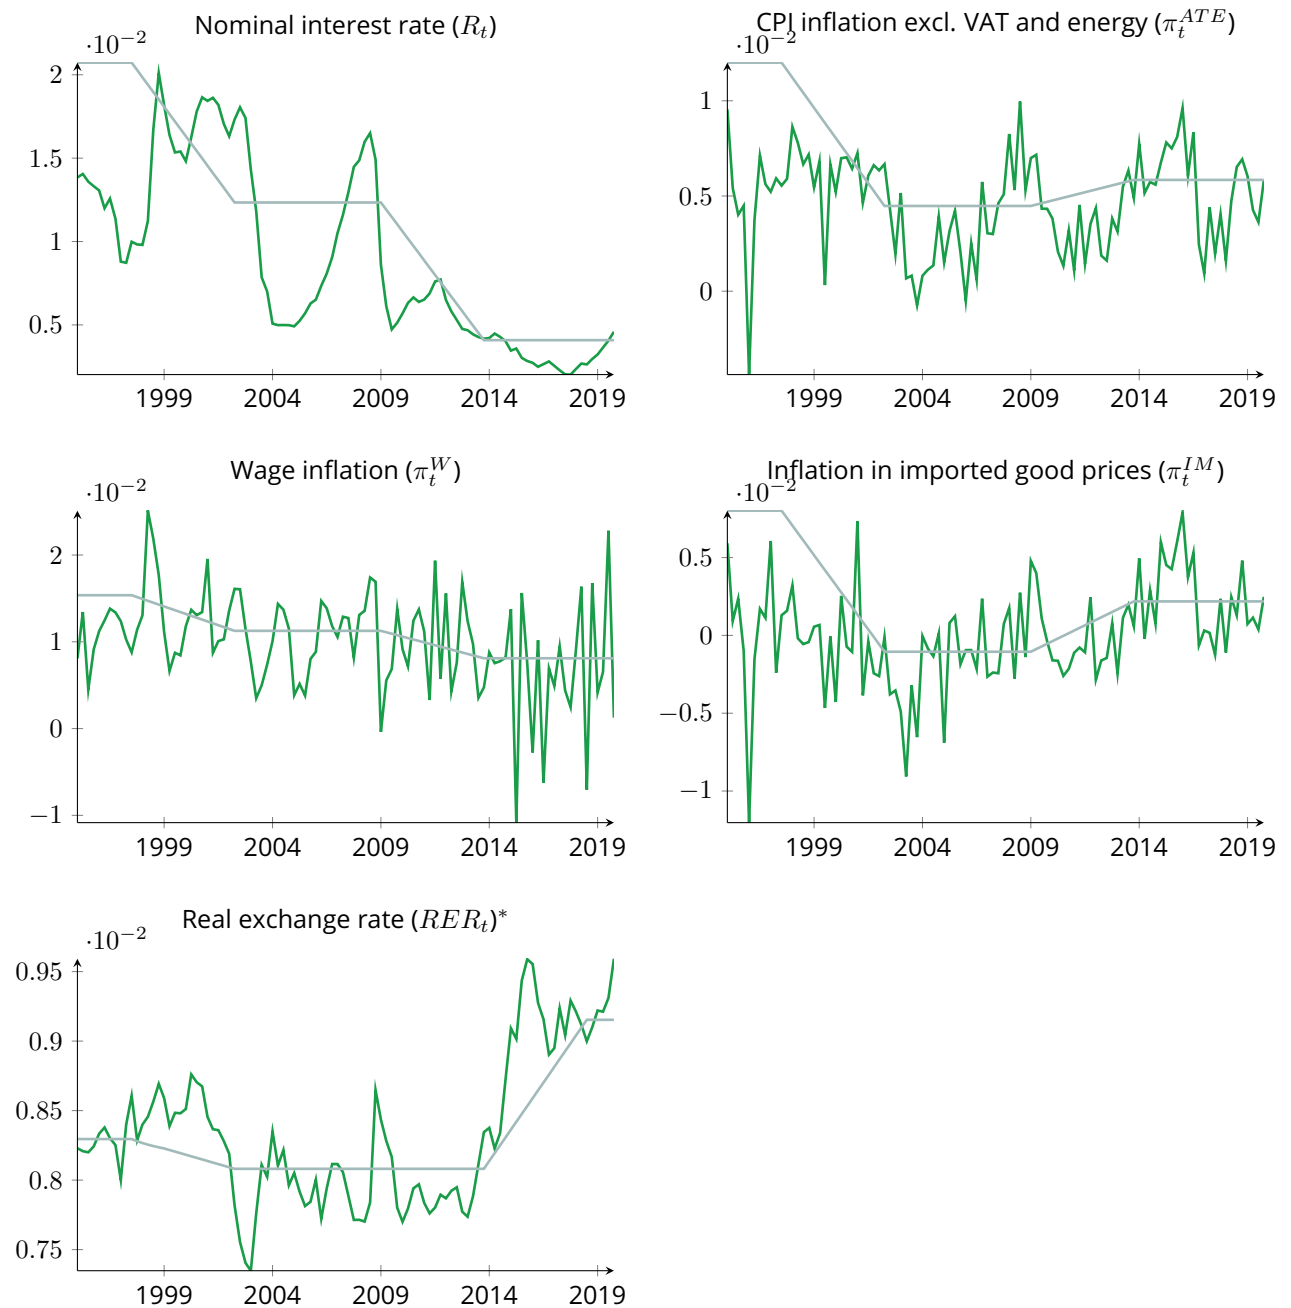 Nominal interest rate (R_t)
·10^−2
2
1.5
1
0.5
1999 2004 2009 2014 2019
CPI inflation excl. VAT and energy (π_t^ATE)
·10^−2
1
0.5
0
1999 2004 2009 2014 2019
Wage inflation (π_t^W)
·10^−2
2
1
0
−1
1999 2004 2009 2014 2019
Inflation in imported good prices (π_t^IM)
·10^−2
0.5
0
−0.5
−1
1999 2004 2009 2014 2019
Real exchange rate (RER_t)*
·10^−2
0.95
0.9
0.85
0.8
0.75
1999 2004 2009 2014 2019